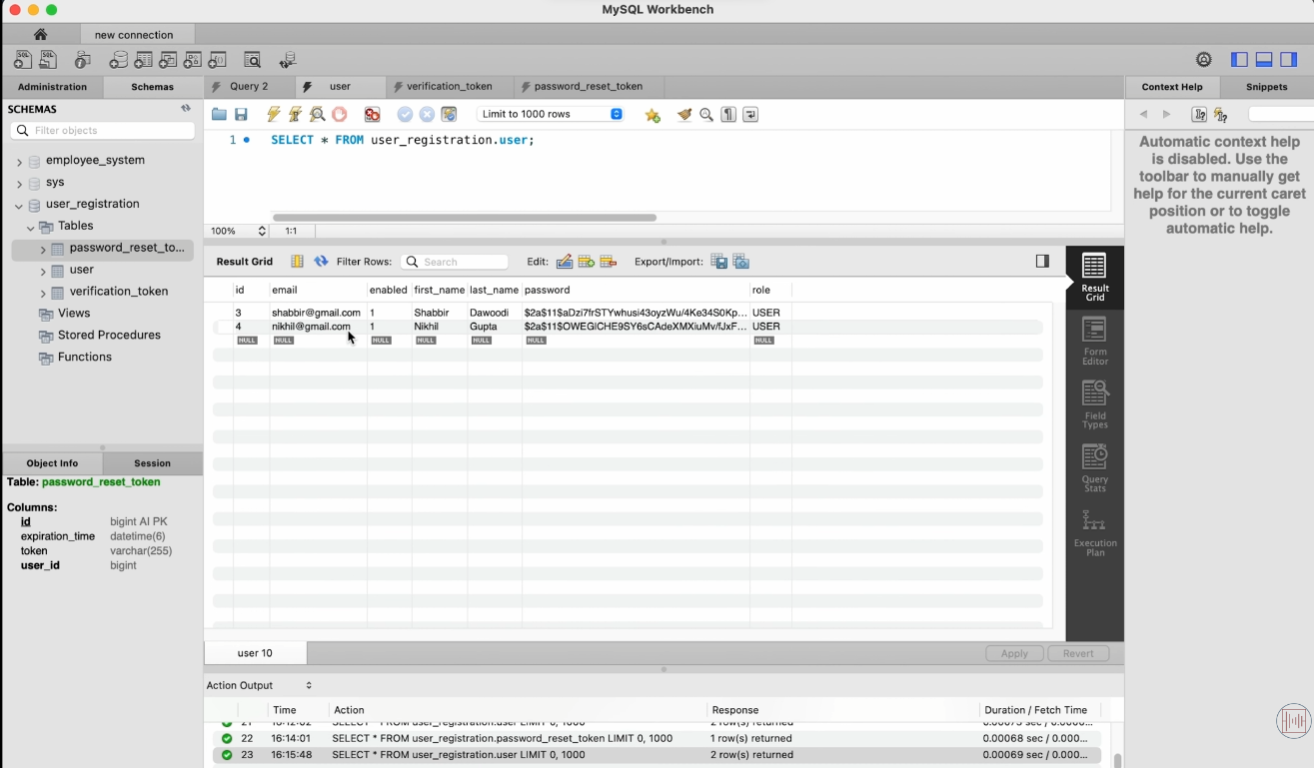 MySQL Workbench
new connection
Administration
Schemas
Query 2
user
verification_token
password_reset_token
Context Help
Snippets
SCHEMAS
Filter objects
Limit to 1000 rows
1
SELECT * FROM user_registration.user;
Automatic context help
is disabled. Use the
toolbar to manually get
help for the current caret
position or to toggle
automatic help.
employee_system
sys
user_registration
Tables
password_reset_to...
user
verification_token
Views
Stored Procedures
Functions
100%
1:1
Result Grid
Filter Rows:
Search
Edit:
Export/Import:
id email enabled first_name last_name password role
3 shabbir@gmail.com 1 Shabbir Dawoodi $2a$11$aDzi7frSTYwhusi43oyzWu/4Ke34S0Kp... USER
4 nikhil@gmail.com 1 Nikhil Gupta USER
NULL NULL NULL NULL NULL NULL NULL
Result
Grid
Form
Editor
Field
Types
Query
Stats
Execution
Plan
Object Info
Session
Table: password_reset_token
Columns:
id bigint AI PK
expiration_time datetime(6)
token varchar(255)
user_id bigint
user 10
Apply
Revert
Action Output
Time Action Response Duration / Fetch Time
22 16:14:01 SELECT * FROM user_registration.password_reset_token LIMIT 0, 1000 1 row(s) returned 0.00068 sec / 0.000...
23 16:15:48 SELECT * FROM user_registration.user LIMIT 0, 1000 2 row(s) returned 0.00069 sec / 0.000...